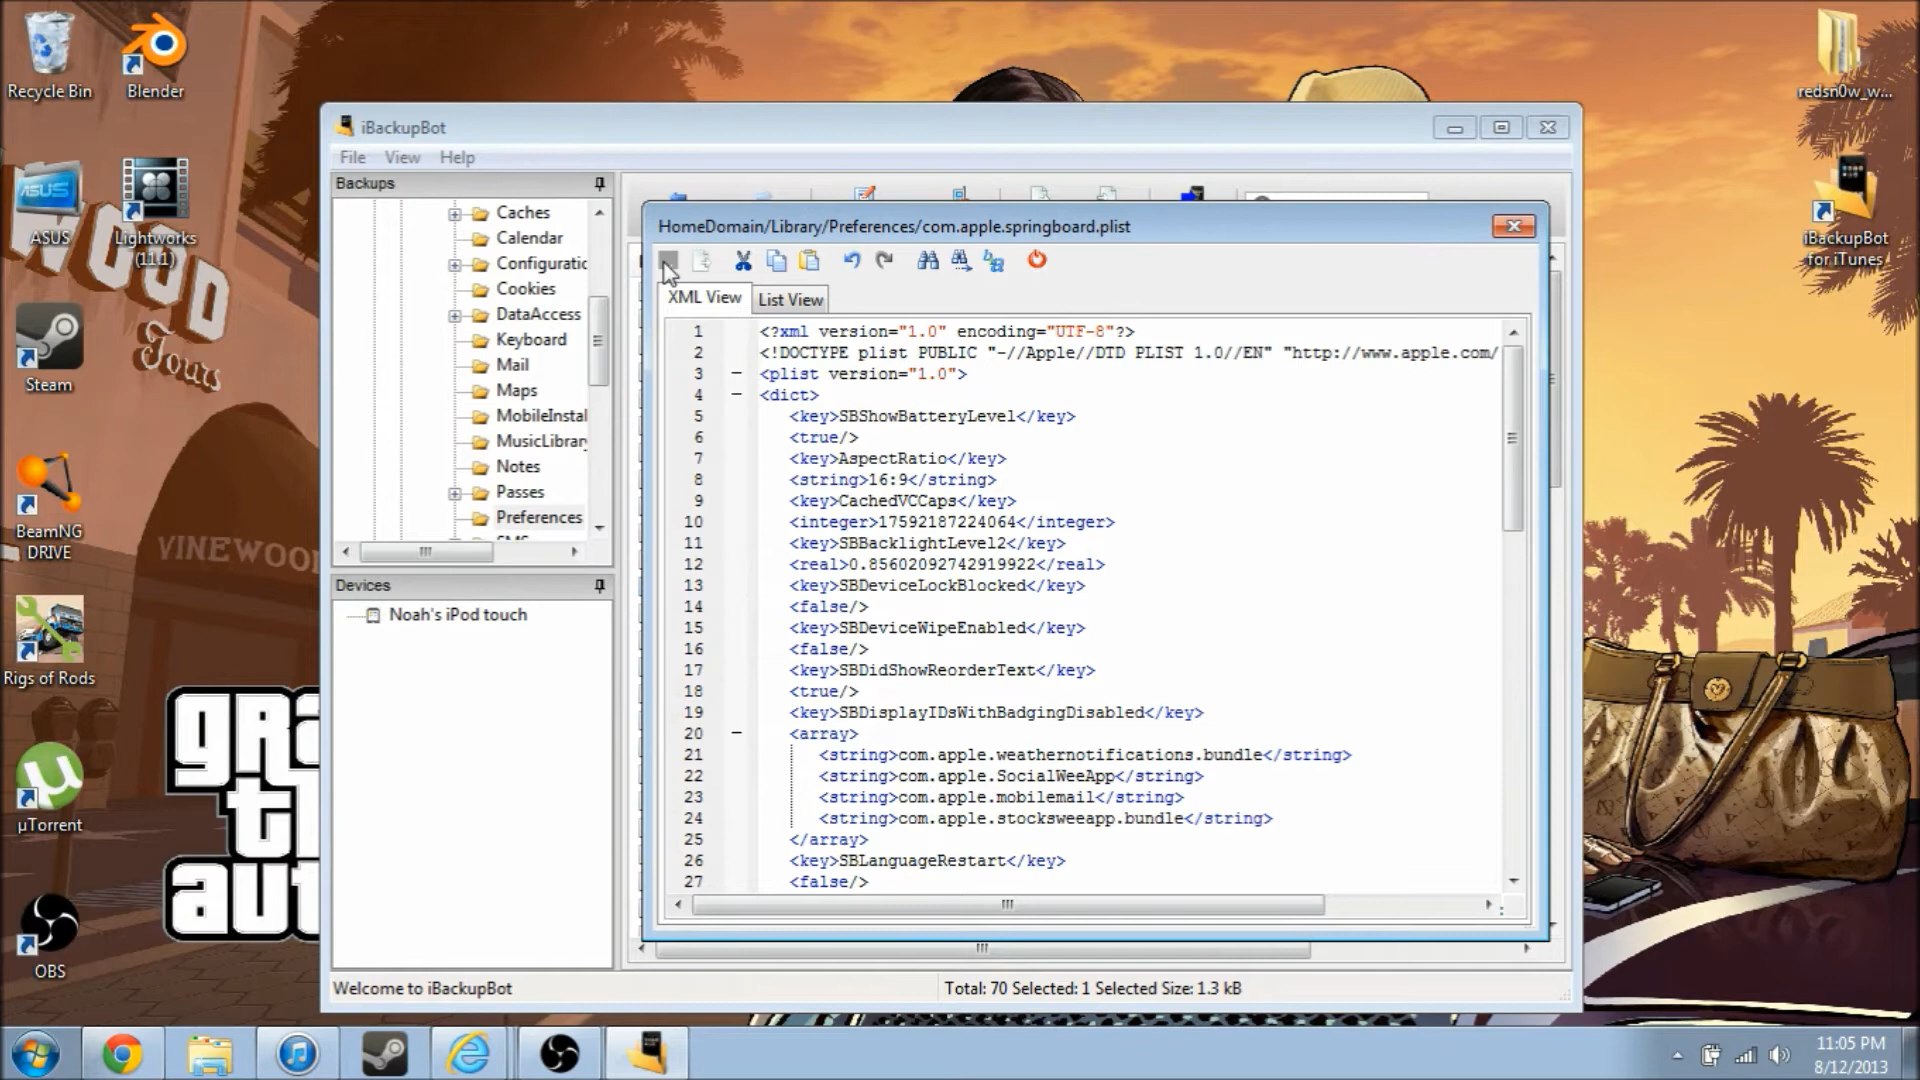 Recycle Bin
Blender
ASUS
Lightworks
(11.1)
Steam
BeamNG
DRIVE
Rigs of Rods
µTorrent
OBS
redsn0w_w...
iBackupBot
for iTunes
WOOD
Tours
VINEWOO
gr
t
aut
iBackupBot
File View Help
Backups
Caches
Calendar
Configuratic
Cookies
DataAccess
Keyboard
Mail
Maps
MobileInstal
MusicLibrary
Notes
Passes
Preferences
SMS
Devices
Noah's iPod touch
Welcome to iBackupBot
Total: 70 Selected: 1 Selected Size: 1.3 kB
HomeDomain/Library/Preferences/com.apple.springboard.plist
XML View List View
1 <?xml version="1.0" encoding="UTF-8"?>
2 <!DOCTYPE plist PUBLIC "-//Apple//DTD PLIST 1.0//EN" "http://www.apple.com/
3 <plist version="1.0">
4 <dict>
5 <key>SBShowBatteryLevel</key>
6 <true/>
7 <key>AspectRatio</key>
8 <string>16:9</string>
9 <key>CachedVCCaps</key>
10 <integer>17592187224064</integer>
11 <key>SBBacklightLevel2</key>
12 <real>0.85602092742919922</real>
13 <key>SBDeviceLockBlocked</key>
14 <false/>
15 <key>SBDeviceWipeEnabled</key>
16 <false/>
17 <key>SBDidShowReorderText</key>
18 <true/>
19 <key>SBDisplayIDsWithBadgingDisabled</key>
20 <array>
21 <string>com.apple.weathernotifications.bundle</string>
22 <string>com.apple.SocialWeeApp</string>
23 <string>com.apple.mobilemail</string>
24 <string>com.apple.stocksweeapp.bundle</string>
25 </array>
26 <key>SBLanguageRestart</key>
27 <false/>
11:05 PM
8/12/2013